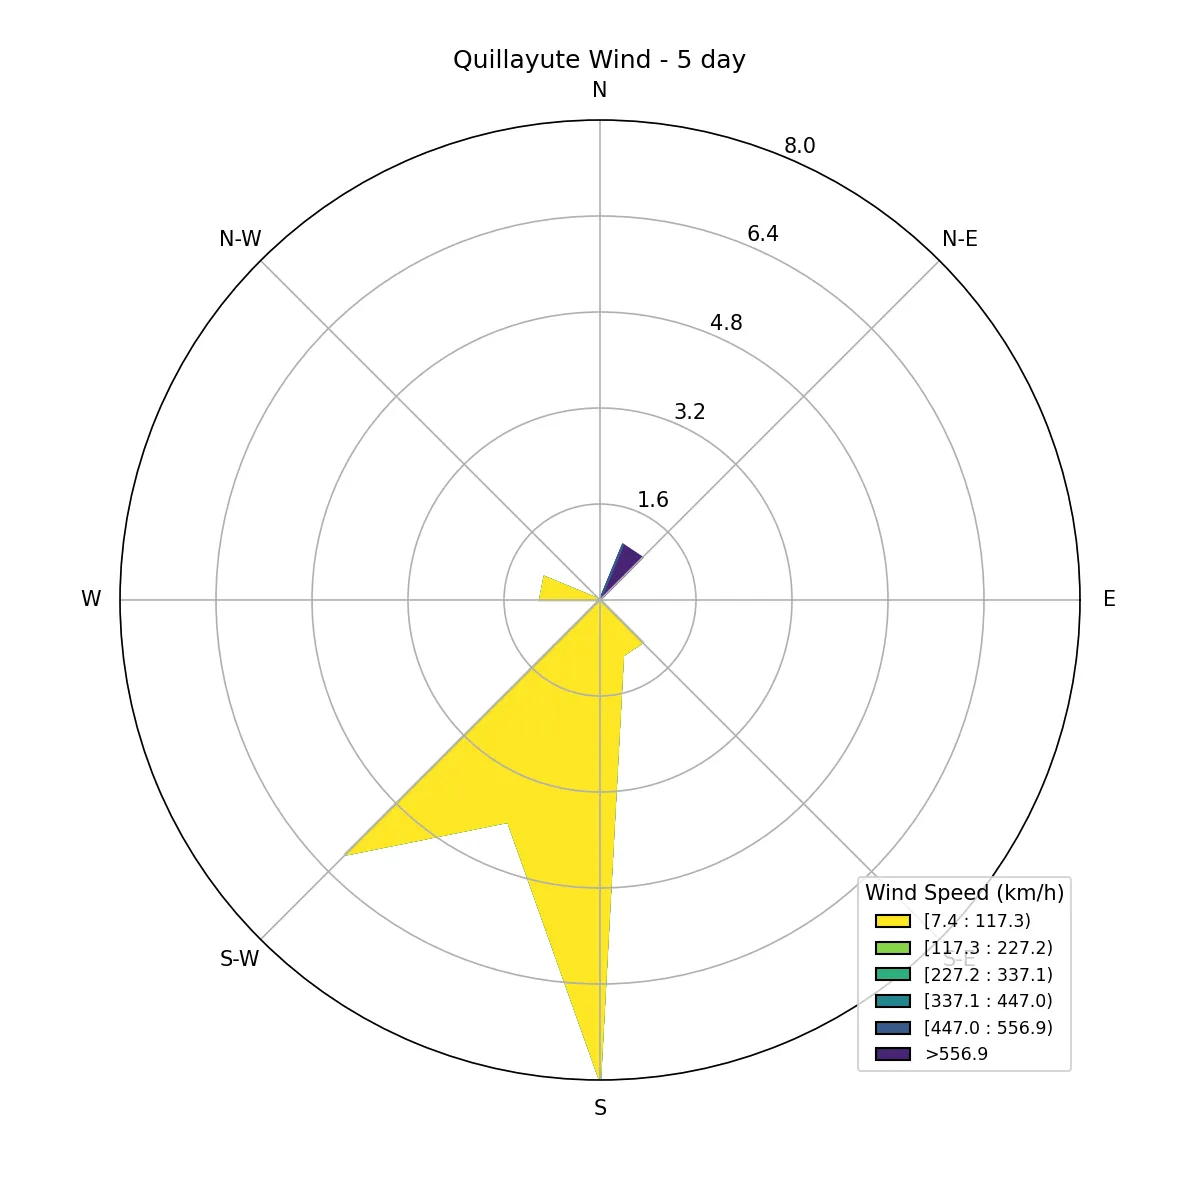 Quillayute Wind - 5 day
N
8.0
N-W
N-E
6.4
4.8
3.2
1.6
W
E
S-W
S-E
S
Wind Speed (km/h)
[7.4 : 117.3)
[117.3 : 227.2)
[227.2 : 337.1)
[337.1 : 447.0)
[447.0 : 556.9)
>556.9